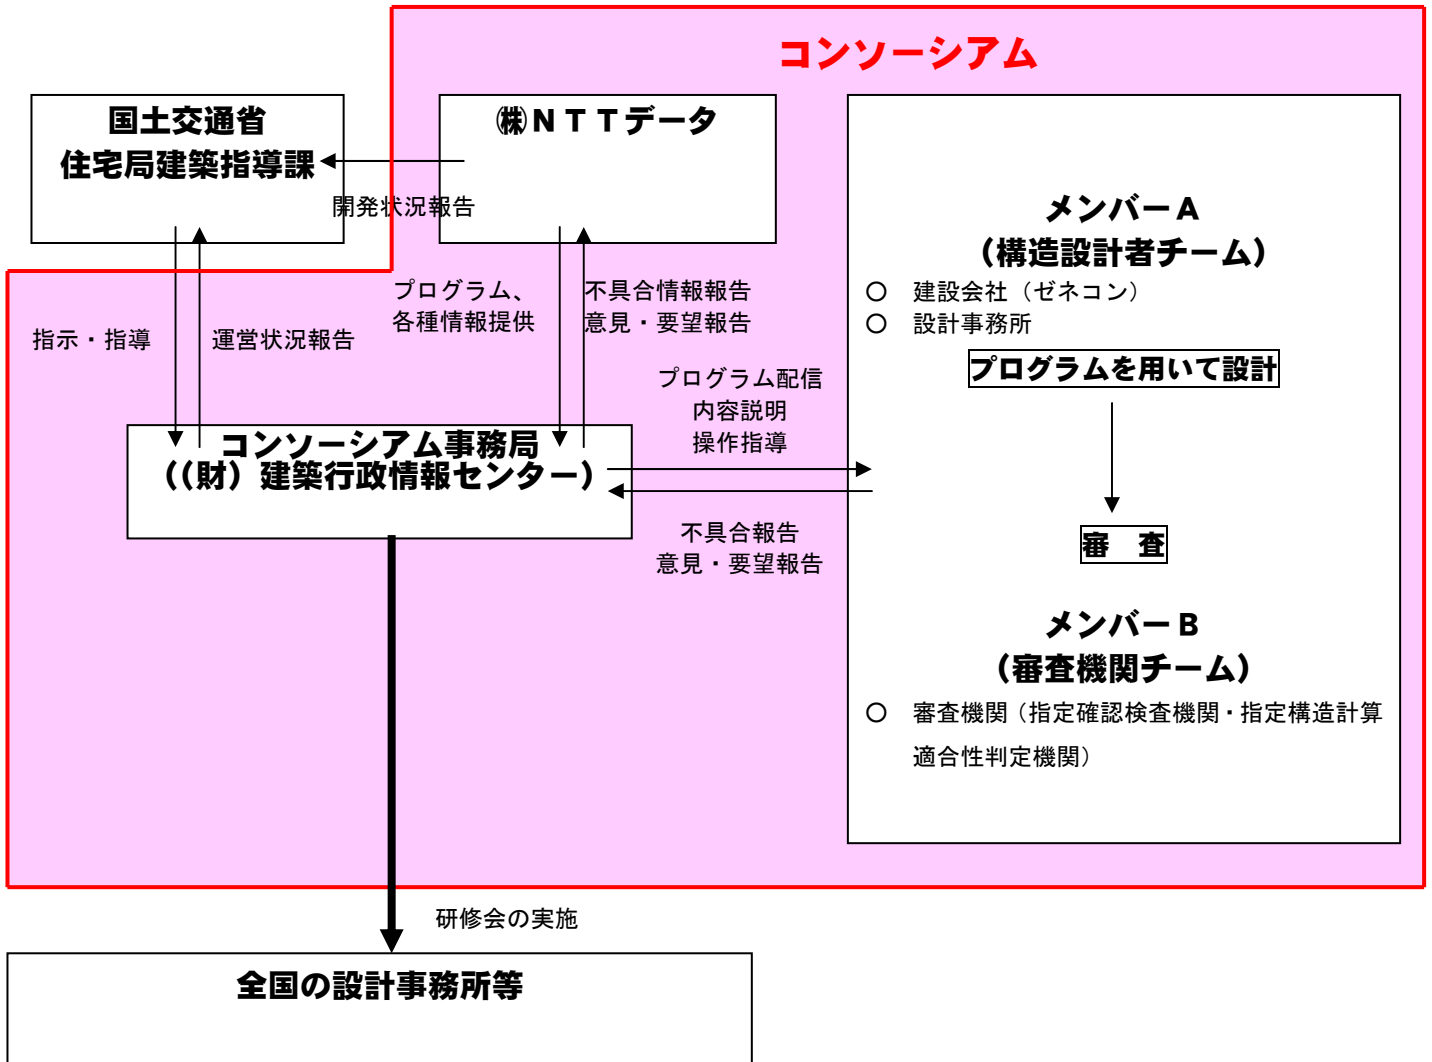 コンソーシアム
国土交通省
住宅局建築指導課
㈱ＮＴＴデータ
開発状況報告
指示・指導
運営状況報告
プログラム、
各種情報提供
不具合情報報告
意見・要望報告
コンソーシアム事務局
（(財）建築行政情報センター）
プログラム配信
内容説明
操作指導
不具合報告
意見・要望報告
メンバーＡ
（構造設計者チーム）
○　建設会社（ゼネコン）
○　設計事務所
プログラムを用いて設計
審　査
メンバーＢ
（審査機関チーム）
○　審査機関（指定確認検査機関・指定構造計算
適合性判定機関）
研修会の実施
全国の設計事務所等